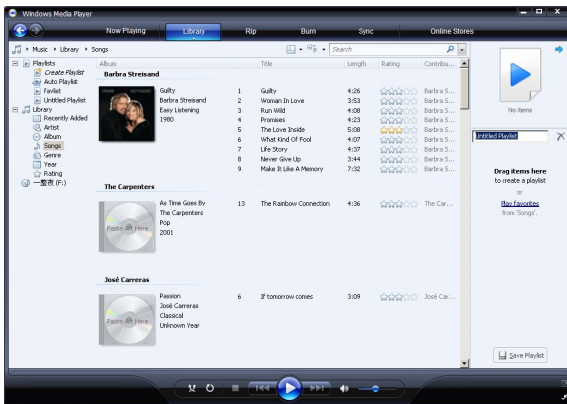 Windows Media Player
Now Playing Library Rip Burn Sync Online Stores
Music Library Songs
Search
Playlists
Create Playlist
Auto Playlist
favlist
Untitled Playlist
Library
Recently Added
Artist
Album
Songs
Genre
Year
Rating
一整夜 (F:)
Album Title Length Rating Contribu...
Barbra Streisand
Guilty
Barbra Streisand
Easy Listening
1980
1 Guilty 4:26 Barbra S...
2 Woman In Love 3:53 Barbra S...
3 Run Wild 4:08 Barbra S...
4 Promises 4:23 Barbra S...
5 The Love Inside 5:08 Barbra S...
6 What Kind Of Fool 4:07 Barbra S...
7 Life Story 4:37 Barbra S...
8 Never Give Up 3:44 Barbra S...
9 Make It Like A Memory 7:32 Barbra S...
The Carpenters
Paste Art Here
As Time Goes By
The Carpenters
Pop
2001
13 The Rainbow Connection 4:36 The Car...
José Carreras
Paste Art Here
Passion
José Carreras
Classical
Unknown Year
6 If tomorrow comes 3:09 José Car...
No items
Untitled Playlist
Drag items here
to create a playlist
or
Play favorites
from 'Songs'.
Save Playlist